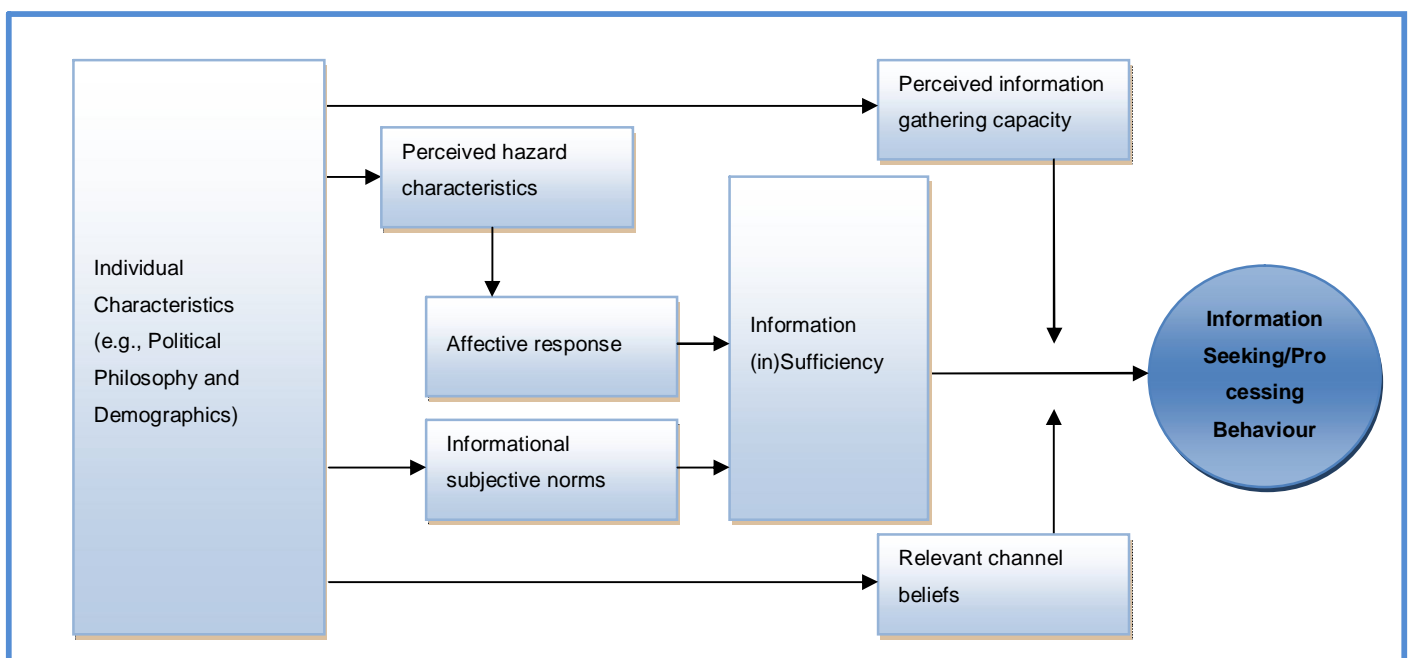 Individual
Characteristics
(e.g., Political
Philosophy and
Demographics)
Perceived hazard
characteristics
Affective response
Informational
subjective norms
Information
(in)Sufficiency
Perceived information
gathering capacity
Relevant channel
beliefs
Information
Seeking/Pro
cessing
Behaviour